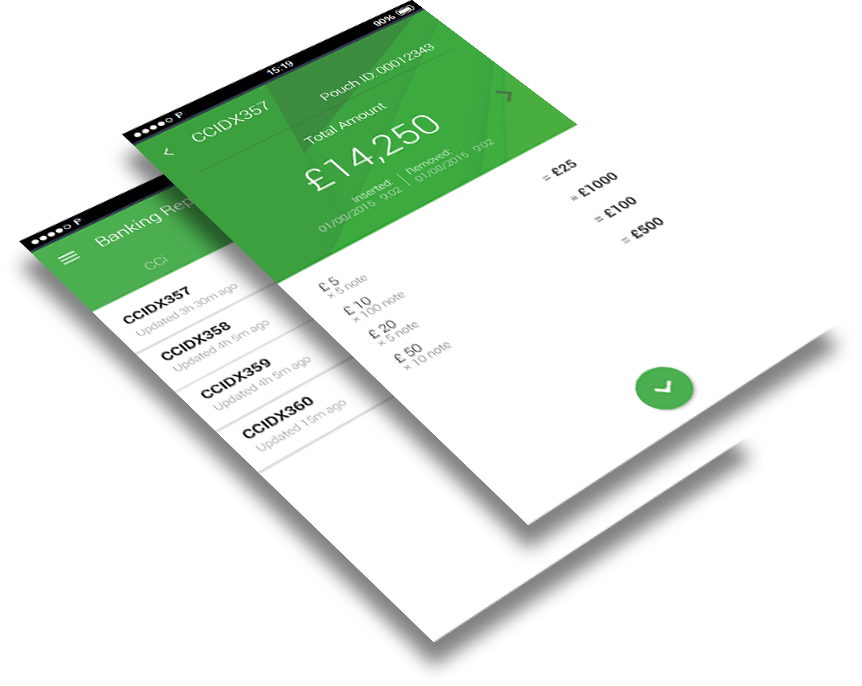 P 15:19 90%
CCIDX357 Pouch ID: 00012343
Total Amount
£14,250
Inserted: Removed:
01/00/2015 9:02 01/00/2015 9:02
£ 5 = £25
× 5 note
£ 10 = £1000
× 100 note
£ 20 = £100
× 5 note
£ 50 = £500
× 10 note
P
Banking Rep
CCi
CCIDX357
Updated 3h 30m ago
CCIDX358
Updated 4h 5m ago
CCIDX359
Updated 4h 5m ago
CCIDX360
Updated 15m ago